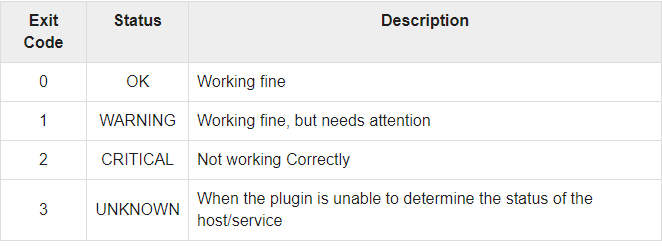 Exit Code Status Description
0 OK Working fine
1 WARNING Working fine, but needs attention
2 CRITICAL Not working Correctly
3 UNKNOWN When the plugin is unable to determine the status of the
host/service